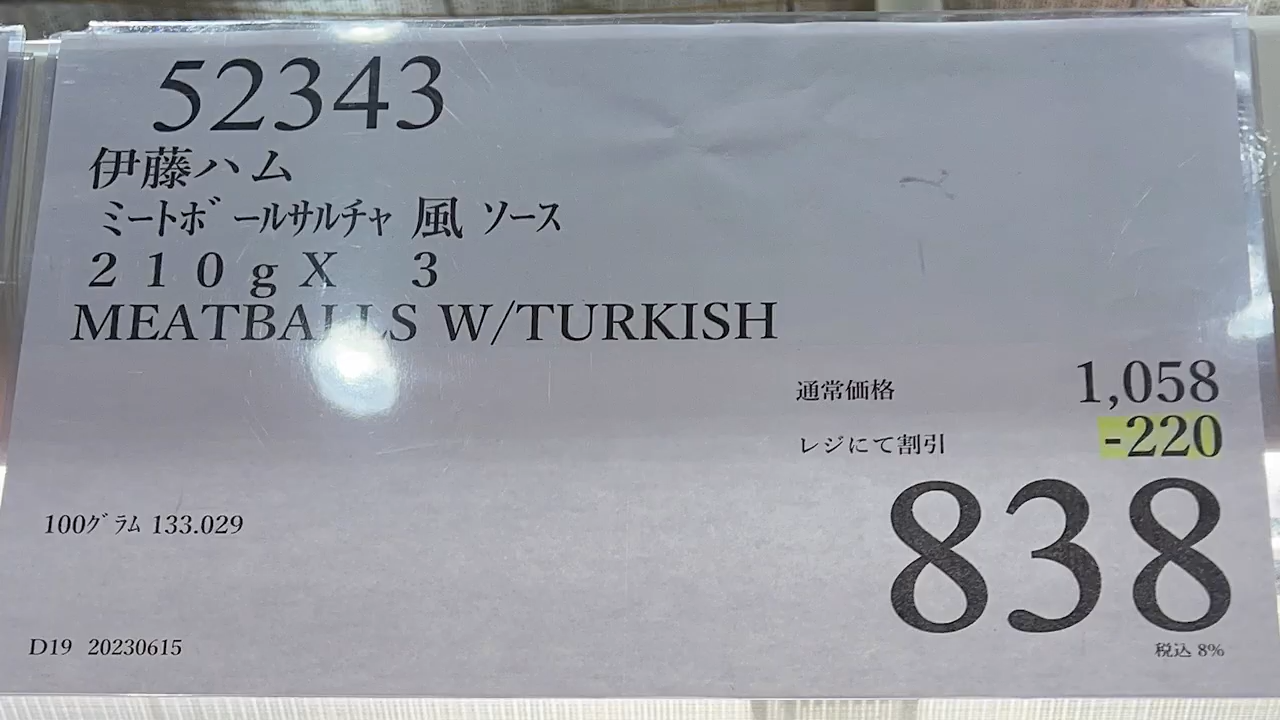 52343
伊藤ハム
ミートボールサルチャ 風 ソース
210gX 3
MEATBALLS W/TURKISH
通常価格 1,058
レジにて割引 -220
838
100グラム 133.029
税込 8%
D19 20230615